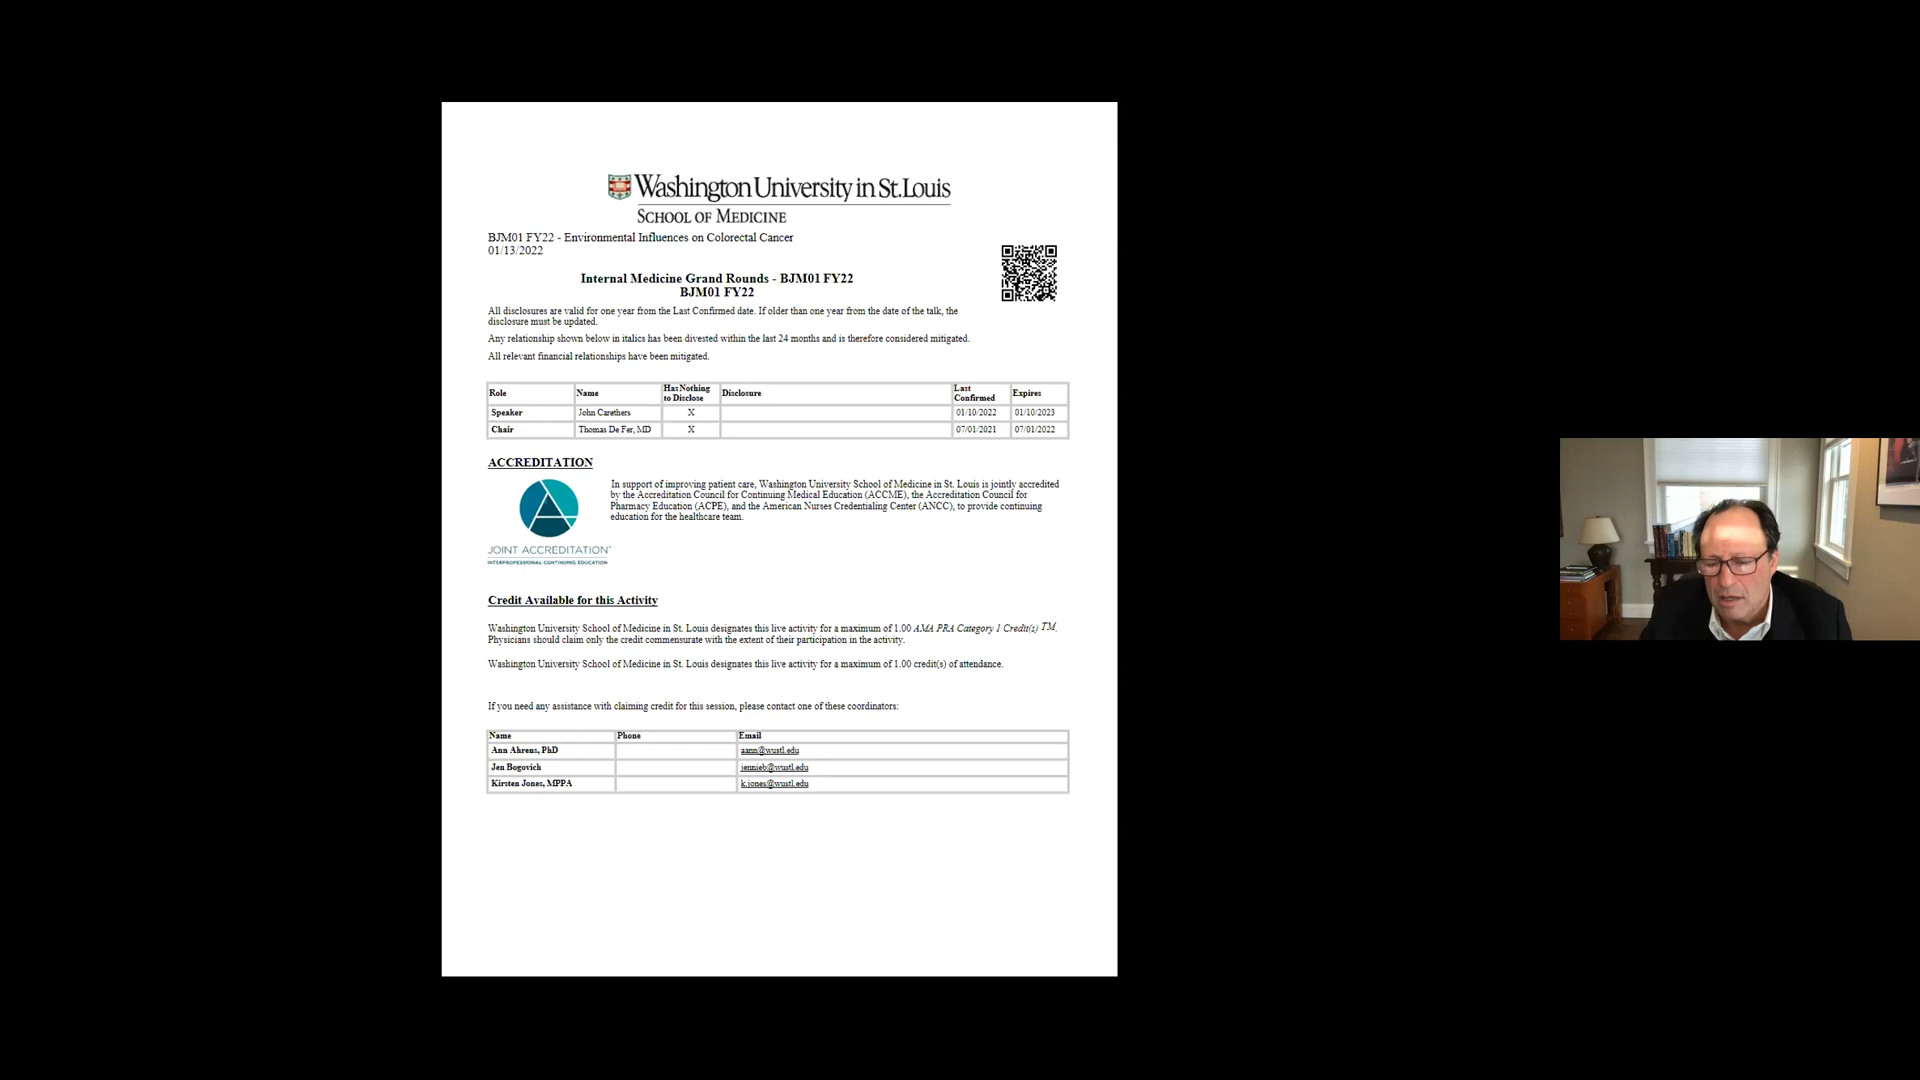 Washington University in St. Louis
SCHOOL OF MEDICINE
BJM01 FY22 - Environmental Influences on Colorectal Cancer
01/13/2022
Internal Medicine Grand Rounds - BJM01 FY22
BJM01 FY22
All disclosures are valid for one year from the Last Confirmed date. If older than one year from the date of the talk, the
disclosure must be updated.
Any relationship shown below in italics has been divested within the last 24 months and is therefore considered mitigated.
All relevant financial relationships have been mitigated.
Role Name Has Nothing to Disclose Disclosure Last Confirmed Expires
Speaker John Carethers X 01/10/2022 01/10/2023
Chair Thomas De Fer, MD X 07/01/2021 07/01/2022
ACCREDITATION
In support of improving patient care, Washington University School of Medicine in St. Louis is jointly accredited
by the Accreditation Council for Continuing Medical Education (ACCME), the Accreditation Council for
Pharmacy Education (ACPE), and the American Nurses Credentialing Center (ANCC), to provide continuing
education for the healthcare team.
JOINT ACCREDITATION
INTERPROFESSIONAL CONTINUING EDUCATION
Credit Available for this Activity
Washington University School of Medicine in St. Louis designates this live activity for a maximum of 1.00 AMA PRA Category 1 Credit(s) TM.
Physicians should claim only the credit commensurate with the extent of their participation in the activity.
Washington University School of Medicine in St. Louis designates this live activity for a maximum of 1.00 credit(s) of attendance.
If you need any assistance with claiming credit for this session, please contact one of these coordinators:
Name Phone Email
Ann Ahrens, PhD aann@wustl.edu
Jen Bogovich jennieb@wustl.edu
Kirsten Jones, MPPA k.jones@wustl.edu